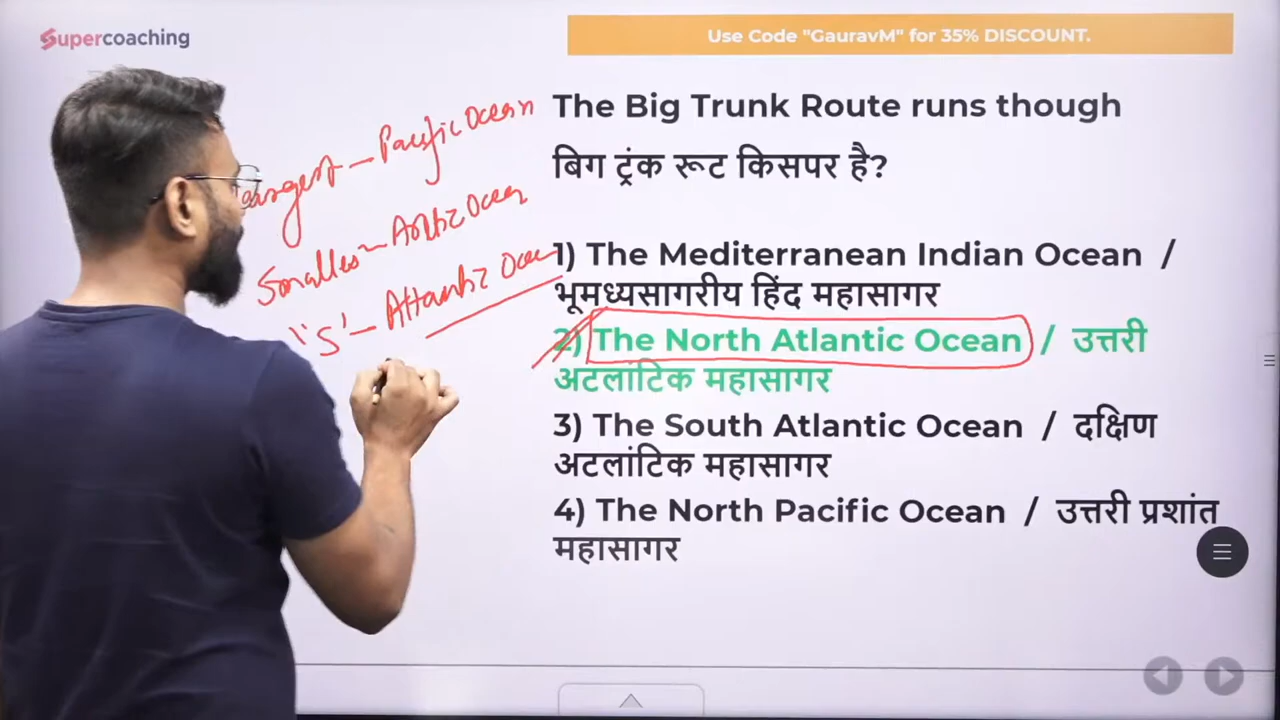 Supercoaching
Use Code "GauravM" for 35% DISCOUNT.
The Big Trunk Route runs though
बिग ट्रंक रूट किसपर है?
1) The Mediterranean Indian Ocean /
भूमध्यसागरीय हिंद महासागर
2) The North Atlantic Ocean / उत्तरी
अटलांटिक महासागर
3) The South Atlantic Ocean / दक्षिण
अटलांटिक महासागर
4) The North Pacific Ocean / उत्तरी प्रशांत
महासागर
Pacific Ocean
Ocean
"S" - Ocean